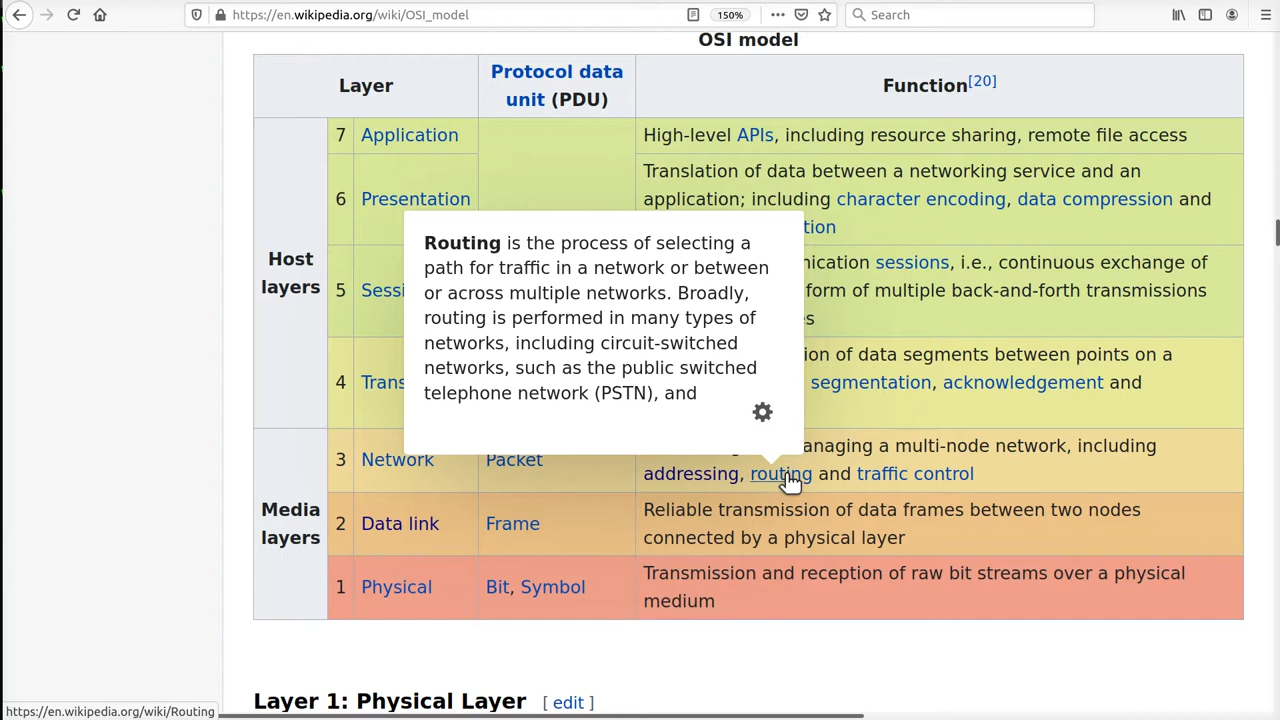 https://en.wikipedia.org/wiki/OSI_model
150%
Search
OSI model
Layer
Protocol data
unit (PDU)
Function[20]
Host
layers
7 Application
High-level APIs, including resource sharing, remote file access
6 Presentation
Translation of data between a networking service and an
application; including character encoding, data compression and
tion
5 Sessi
ication sessions, i.e., continuous exchange of
form of multiple back-and-forth transmissions
s
4 Trans
ion of data segments between points on a
segmentation, acknowledgement and
Routing is the process of selecting a
path for traffic in a network or between
or across multiple networks. Broadly,
routing is performed in many types of
networks, including circuit-switched
networks, such as the public switched
telephone network (PSTN), and
Media
layers
3 Network
Packet
anaging a multi-node network, including
addressing, routing and traffic control
2 Data link
Frame
Reliable transmission of data frames between two nodes
connected by a physical layer
1 Physical
Bit, Symbol
Transmission and reception of raw bit streams over a physical
medium
Layer 1: Physical Layer [ edit ]
https://en.wikipedia.org/wiki/Routing